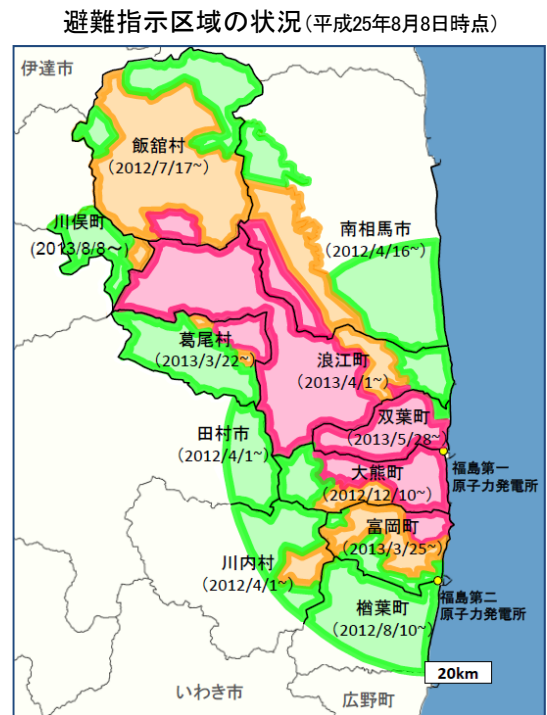 避難指示区域の状況(平成25年8月8日時点)
伊達市
飯舘村
(2012/7/17~)
川俣町
(2013/8/8~)
南相馬市
(2012/4/16~)
葛尾村
(2013/3/22~)
浪江町
(2013/4/1~)
双葉町
(2013/5/28~)
田村市
(2012/4/1~)
大熊町
(2012/12/10~)
福島第一
原子力発電所
富岡町
(2013/3/25~)
川内村
(2012/4/1~)
福島第二
原子力発電所
楢葉町
(2012/8/10~)
20km
いわき市
広野町